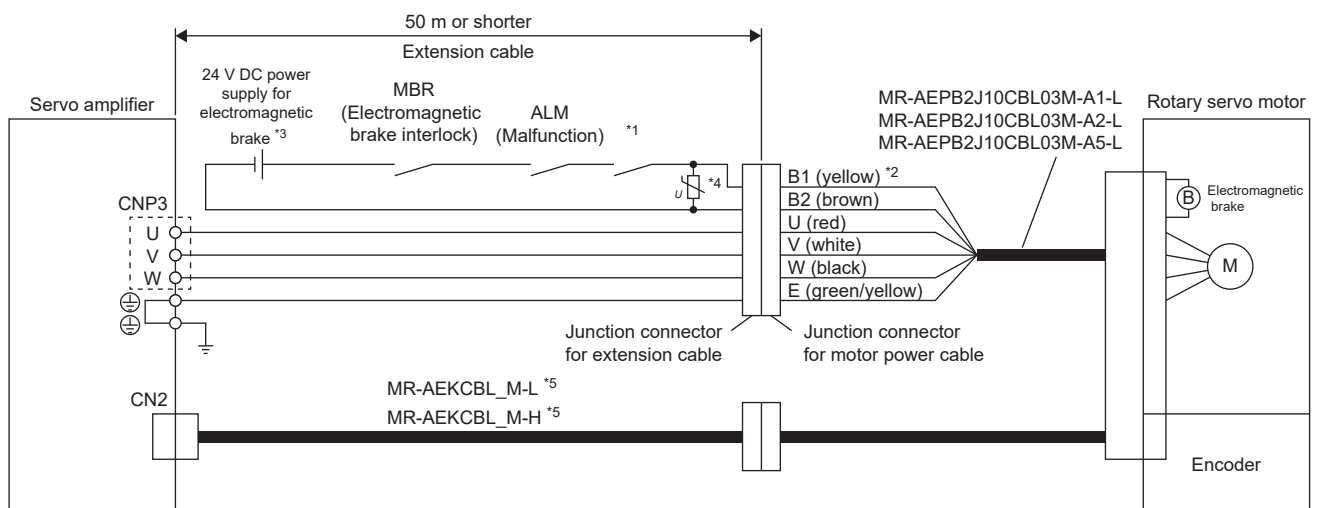 50 m or shorter
Extension cable
24 V DC power
supply for
electromagnetic
brake *3
MBR
(Electromagnetic
brake interlock)
ALM
(Malfunction)
*1
Servo amplifier
MR-AEPB2J10CBL03M-A1-L
MR-AEPB2J10CBL03M-A2-L
MR-AEPB2J10CBL03M-A5-L
Rotary servo motor
U
*4
B1 (yellow) *2
B2 (brown)
U (red)
V (white)
W (black)
E (green/yellow)
B
Electromagnetic
brake
M
CNP3
U
V
W
Junction connector
for extension cable
Junction connector
for motor power cable
CN2
MR-AEKCBL_M-L *5
MR-AEKCBL_M-H *5
Encoder